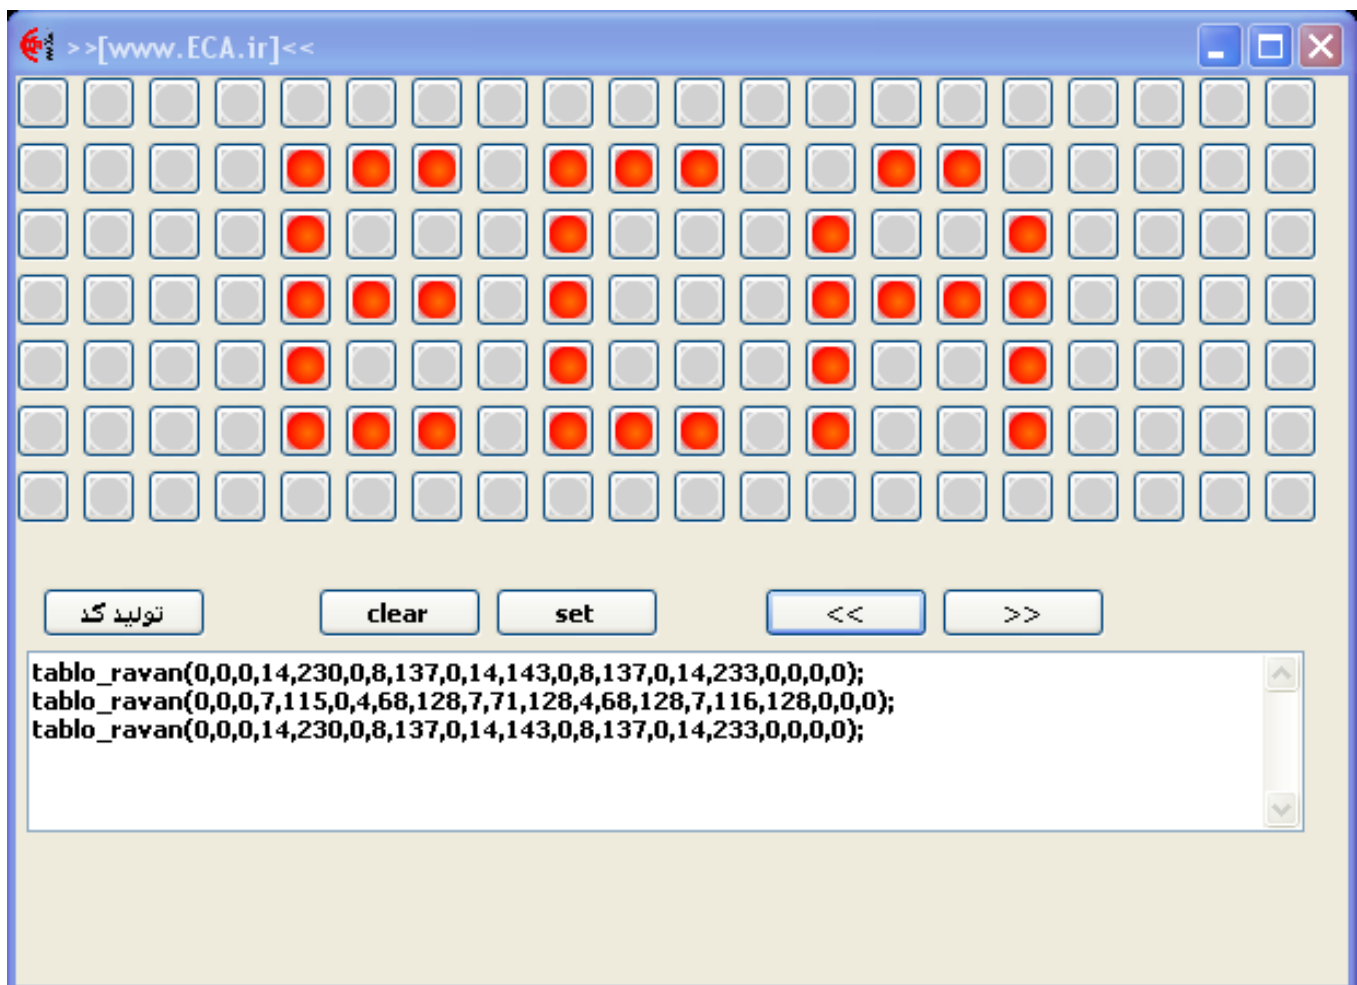 >>[www.ECA.ir]<<
ECA
تولید کد
clear
set
<<
>>
tablo_ravan(0,0,0,14,230,0,8,137,0,14,143,0,8,137,0,14,233,0,0,0,0);
tablo_ravan(0,0,0,7,115,0,4,68,128,7,71,128,4,68,128,7,116,128,0,0,0);
tablo_ravan(0,0,0,14,230,0,8,137,0,14,143,0,8,137,0,14,233,0,0,0,0);